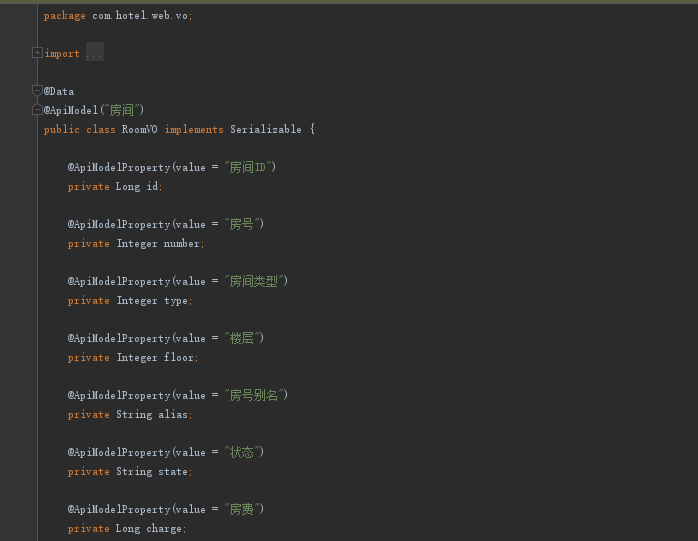 package com.hotel.web.vo;
import ...
@Data
@ApiModel("房间")
public class RoomVO implements Serializable {
@ApiModelProperty(value = "房间ID")
private Long id;
@ApiModelProperty(value = "房号")
private Integer number;
@ApiModelProperty(value = "房间类型")
private Integer type;
@ApiModelProperty(value = "楼层")
private Integer floor;
@ApiModelProperty(value = "房号别名")
private String alias;
@ApiModelProperty(value = "状态")
private String state;
@ApiModelProperty(value = "房费")
private Long charge;